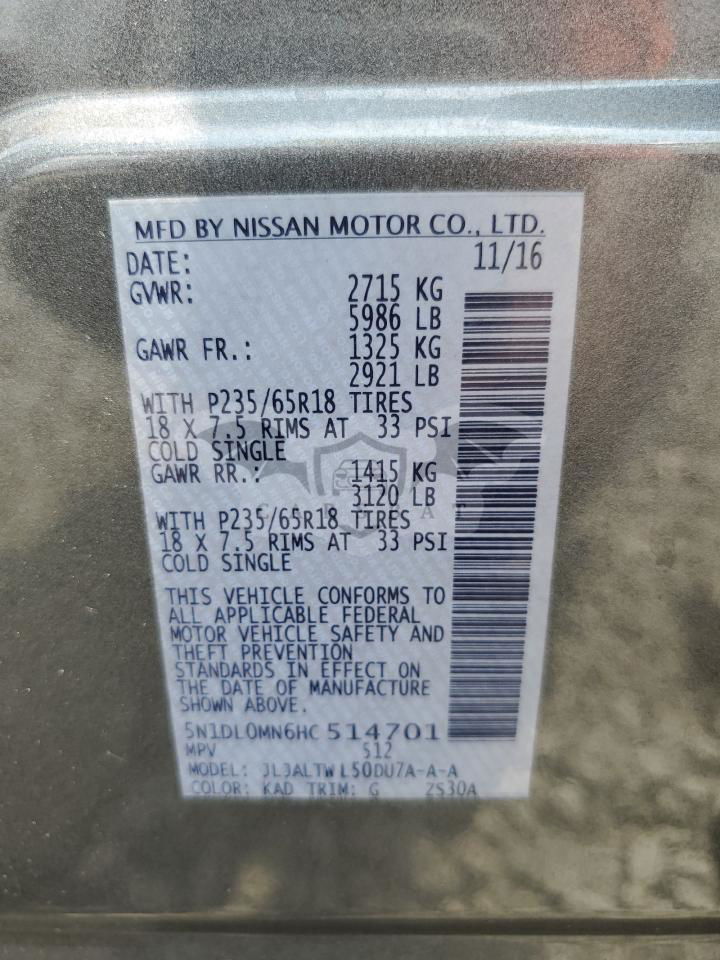 MFD BY NISSAN MOTOR CO., LTD.
DATE: 11/16
GVWR: 2715 KG
5986 LB
GAWR FR.: 1325 KG
2921 LB
WITH P235/65R18 TIRES
18 X 7.5 RIMS AT 33 PSI
COLD SINGLE
GAWR RR.: 1415 KG
3120 LB
WITH P235/65R18 TIRES
18 X 7.5 RIMS AT 33 PSI
COLD SINGLE
THIS VEHICLE CONFORMS TO
ALL APPLICABLE FEDERAL
MOTOR VEHICLE SAFETY AND
THEFT PREVENTION
STANDARDS IN EFFECT ON
THE DATE OF MANUFACTURE
SHOWN ABOVE.
5N1DL0MN6HC 514701
MPV 512
MODEL: JL3ALTWL50DU7A-A-A
COLOR: KAD TRIM: G ZS30A